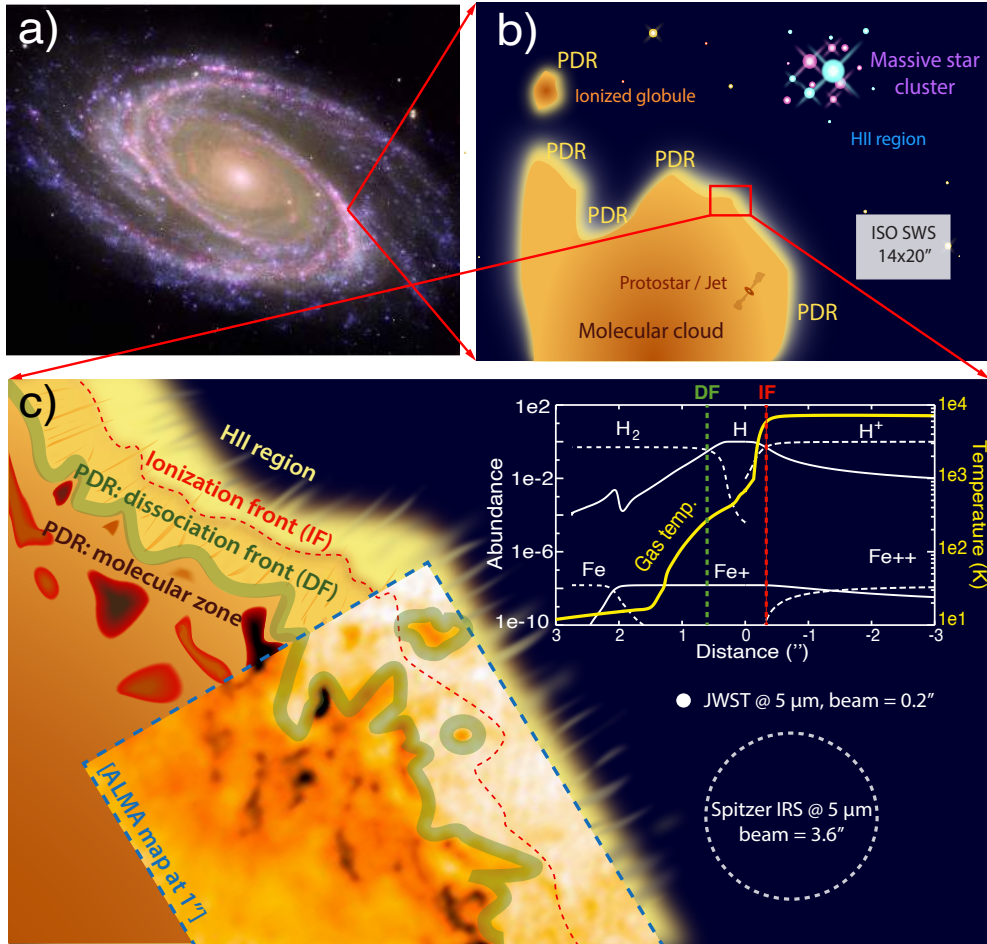 a)
b)
PDR
Ionized globule
Massive star
cluster
HII region
PDR
PDR
PDR
ISO SWS
14x20”
Protostar / Jet
PDR
Molecular cloud
c)
HII region
Ionization front (IF)
PDR: dissociation front (DF)
PDR: molecular zone
[ALMA map at 1”]
DF
IF
1e+2
1e-2
1e-6
1e-10
Abundance
H2
H
H+
Gas temp.
Fe
Fe+
Fe++
1e4
1e3
1e2
1e1
Temperature (K)
3
2
1
0
-1
-2
-3
Distance (’’)
JWST @ 5 μm, beam = 0.2”
Spitzer IRS @ 5 μm
beam = 3.6”